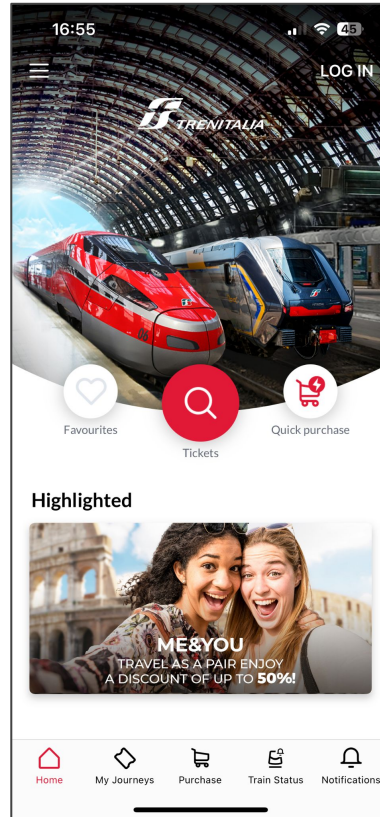 16:55
45
LOG IN
TRENITALIA
Favourites
Tickets
Quick purchase
Highlighted
ME&YOU
TRAVEL AS A PAIR ENJOY
A DISCOUNT OF UP TO 50%!
Home
My Journeys
Purchase
Train Status
Notifications